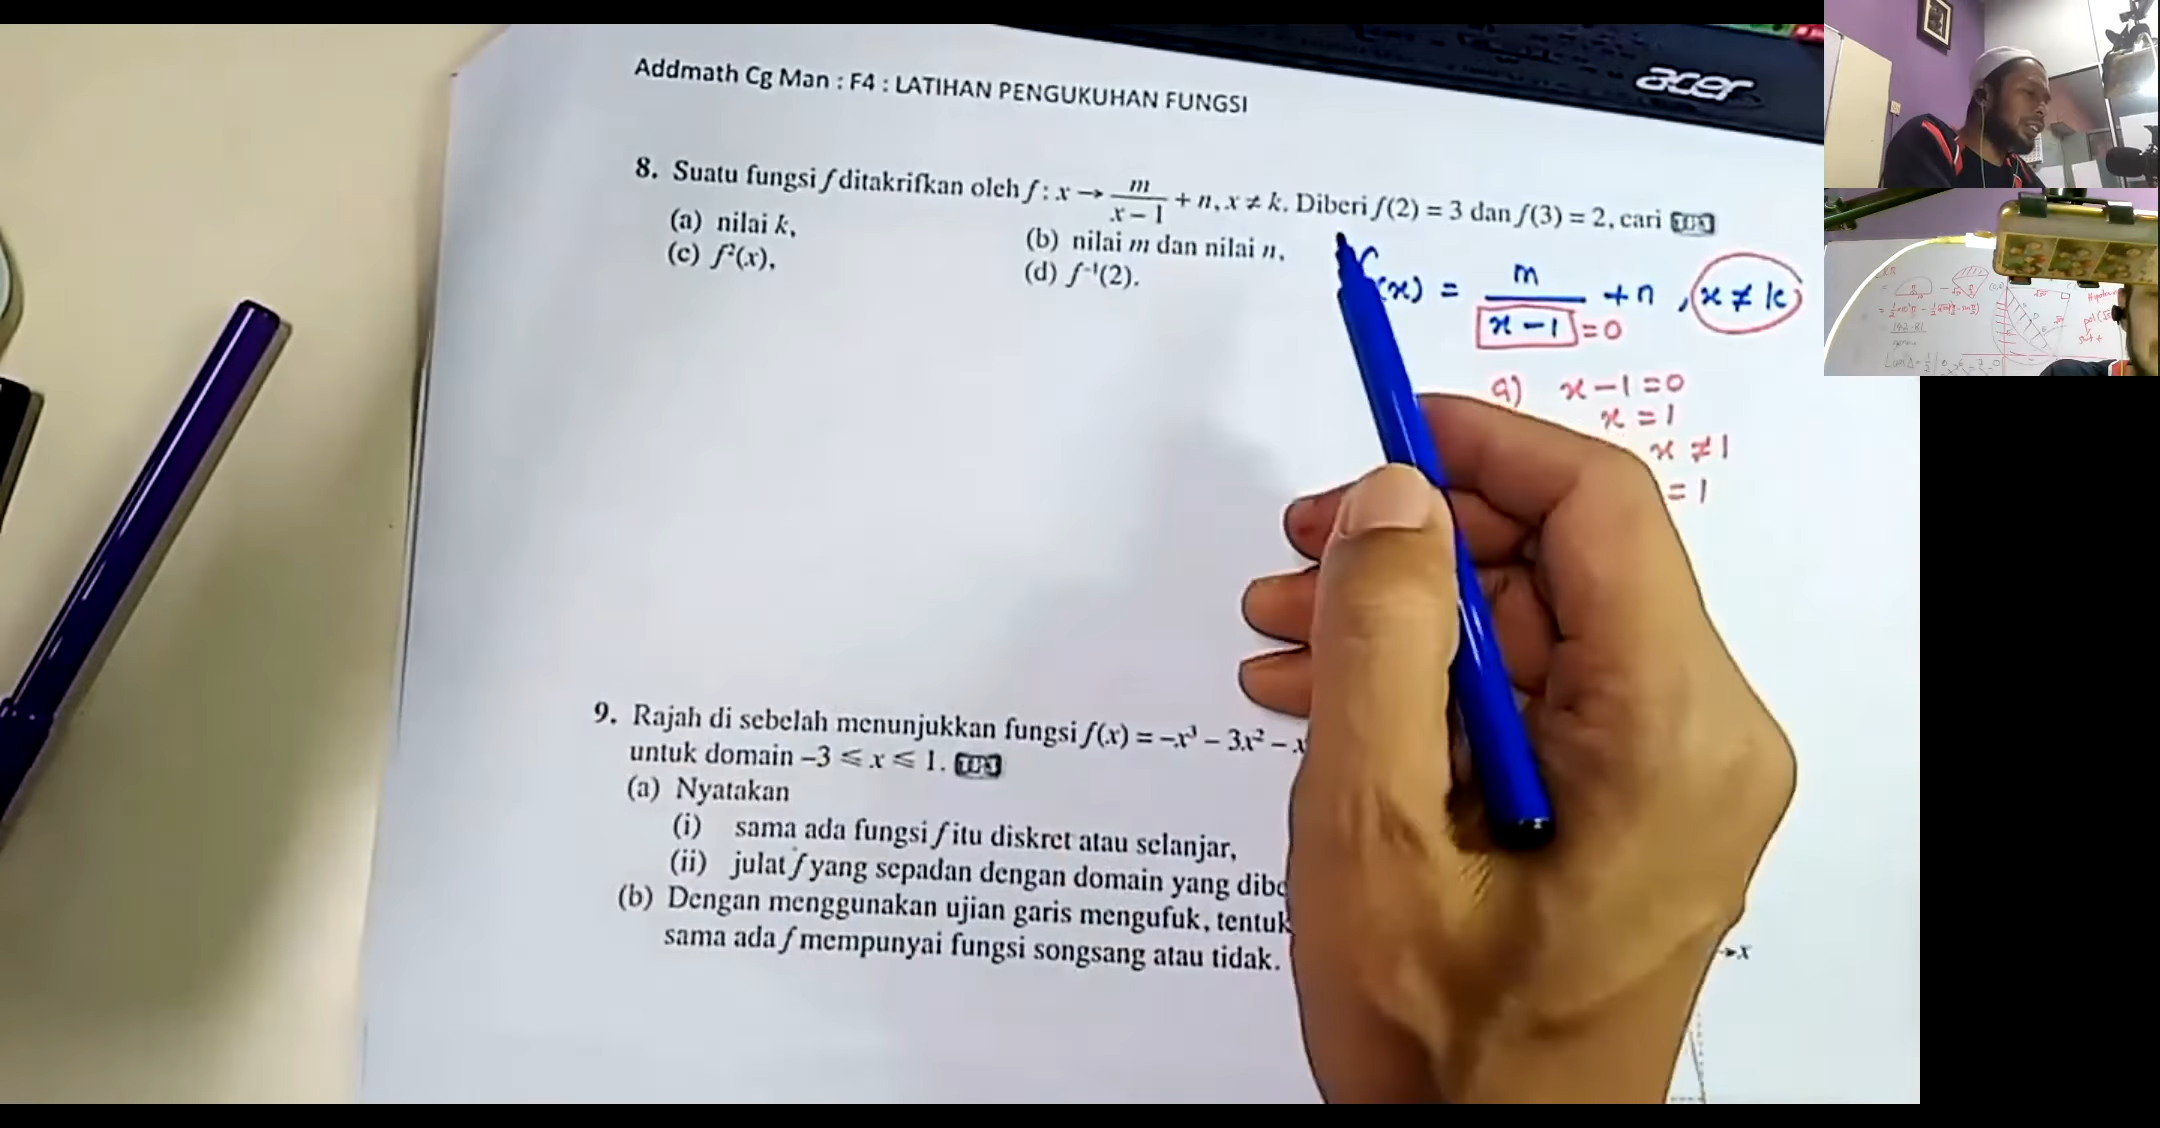 acer
Addmath Cg Man : F4 : LATIHAN PENGUKUHAN FUNGSI
8. Suatu fungsi f ditakrifkan oleh f : x → m/(x – 1) + n, x ≠ k. Diberi f(2) = 3 dan f(3) = 2, cari
(a) nilai k,
(b) nilai m dan nilai n,
(c) f²(x),
(d) f⁻¹(2).
(x) = m/(x – 1) + n , x ≠ k
= 0
a) x – 1 = 0
x = 1
x ≠ 1
= 1
9. Rajah di sebelah menunjukkan fungsi f(x) = –x³ – 3x² – x
untuk domain –3 ⩽ x ⩽ 1.
(a) Nyatakan
(i) sama ada fungsi f itu diskret atau selanjar,
(ii) julat f yang sepadan dengan domain yang
(b) Dengan menggunakan ujian garis mengufuk,
sama ada f mempunyai fungsi songsang atau tidak.
x